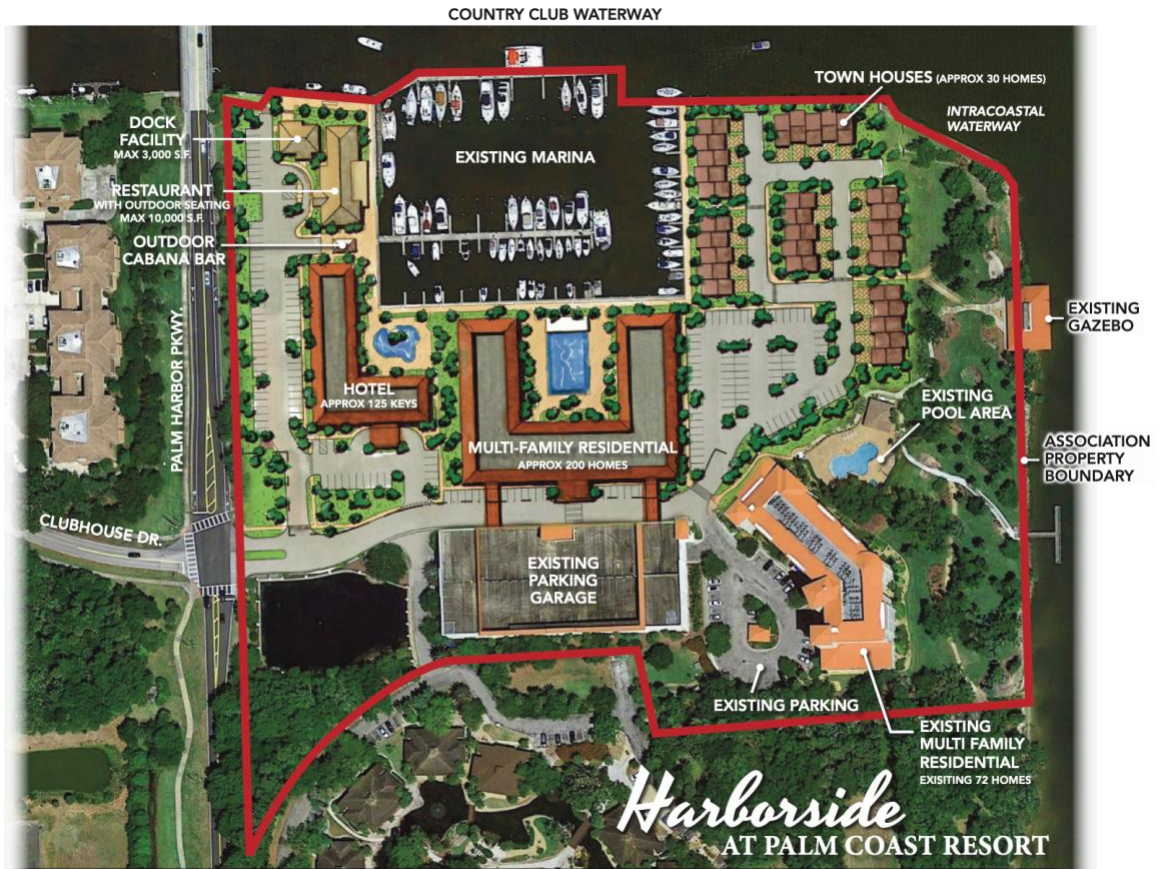 COUNTRY CLUB WATERWAY
TOWN HOUSES (APPROX 30 HOMES)
INTRACOASTAL
WATERWAY
DOCK
FACILITY
MAX 3,000 S.F.
EXISTING MARINA
RESTAURANT
WITH OUTDOOR SEATING
MAX 10,000 S.F.
OUTDOOR
CABANA BAR
EXISTING
GAZEBO
PALM HARBOR PKWY.
HOTEL
APPROX 125 KEYS
EXISTING
POOL AREA
MULTI-FAMILY RESIDENTIAL
APPROX 200 HOMES
ASSOCIATION
PROPERTY
BOUNDARY
CLUBHOUSE DR.
EXISTING
PARKING
GARAGE
EXISTING PARKING
EXISTING
MULTI FAMILY
RESIDENTIAL
EXISITING 72 HOMES
Harborside
AT PALM COAST RESORT